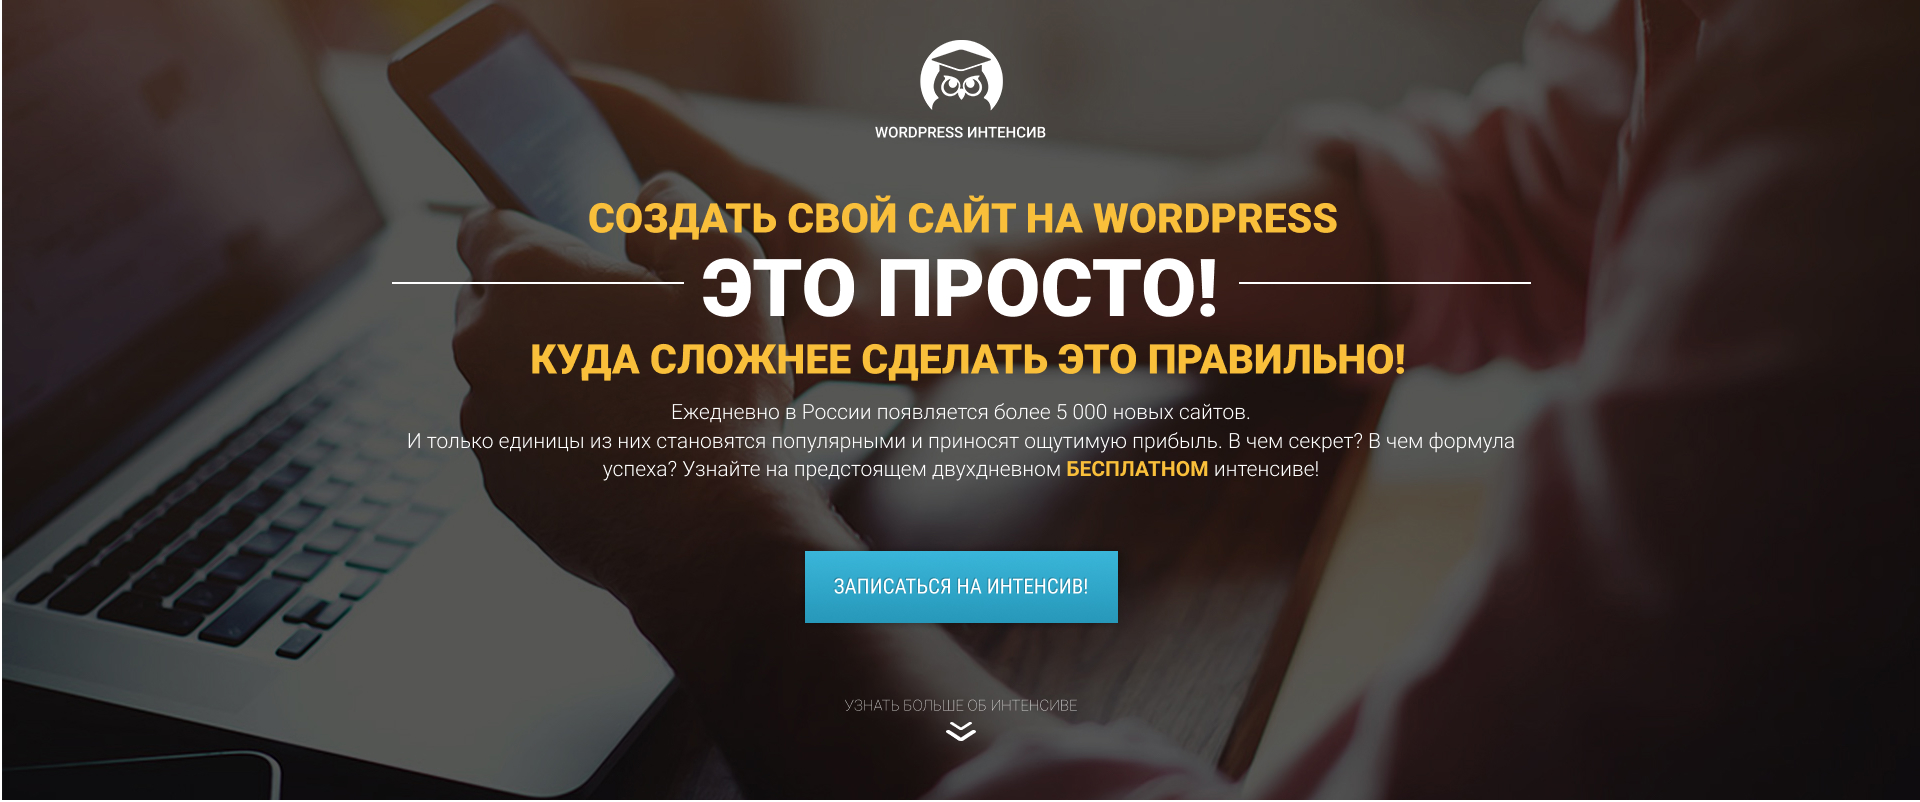 WORDPRESS ИНТЕНСИВ
СОЗДАТЬ СВОЙ САЙТ НА WORDPRESS
ЭТО ПРОСТО!
КУДА СЛОЖНЕЕ СДЕЛАТЬ ЭТО ПРАВИЛЬНО!
Ежедневно в России появляется более 5 000 новых сайтов.
И только единицы из них становятся популярными и приносят ощутимую прибыль. В чем секрет? В чем формула
успеха? Узнайте на предстоящем двухдневном БЕСПЛАТНОМ интенсиве!
ЗАПИСАТЬСЯ НА ИНТЕНСИВ!
УЗНАТЬ БОЛЬШЕ ОБ ИНТЕНСИВЕ